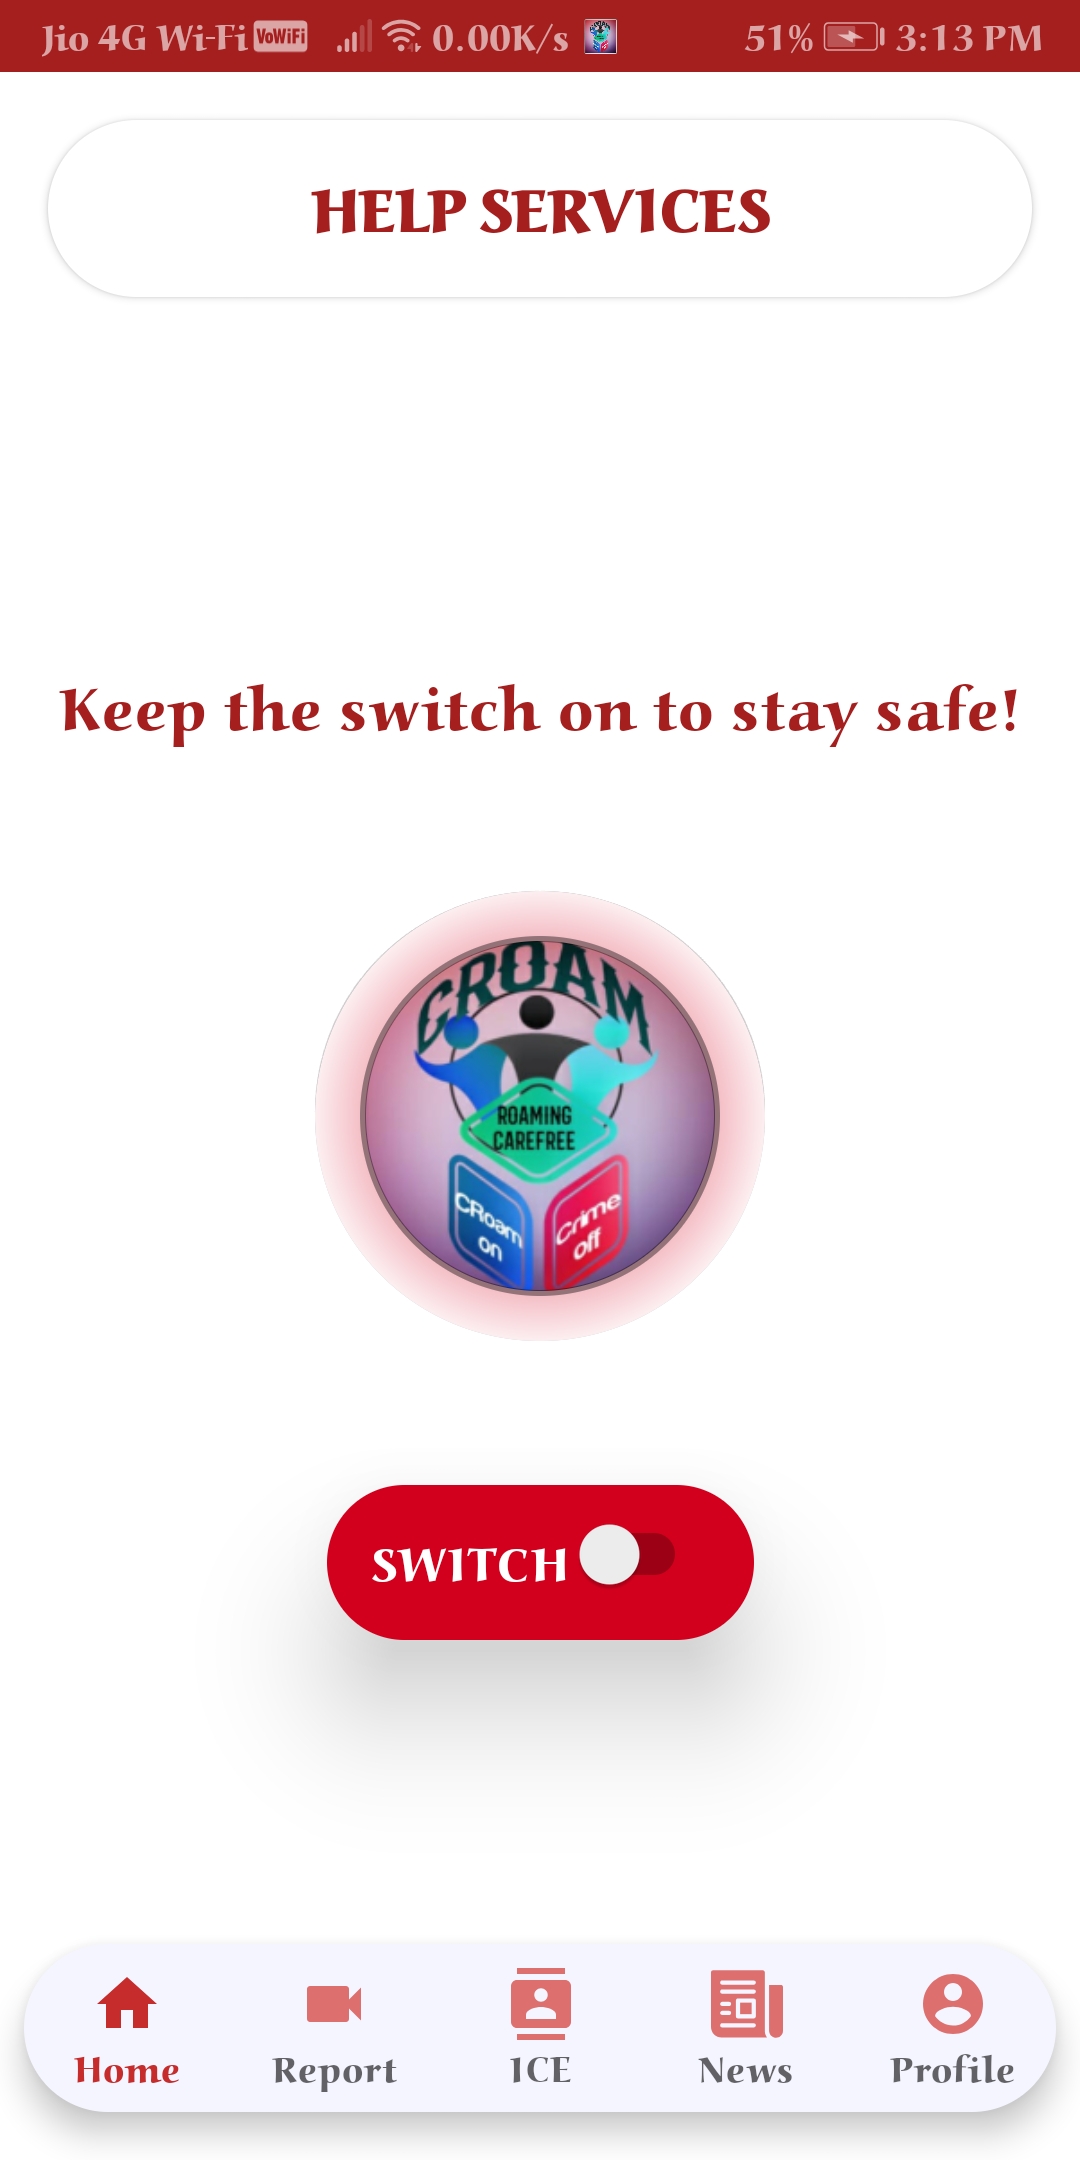 Jio 4G Wi-Fi VoWiFi 0.00K/s 51% 3:13 PM
HELP SERVICES
Keep the switch on to stay safe!
CROAM
ROAMING
CAREFREE
CRoam
on
Crime
off
SWITCH
Home Report ICE News Profile